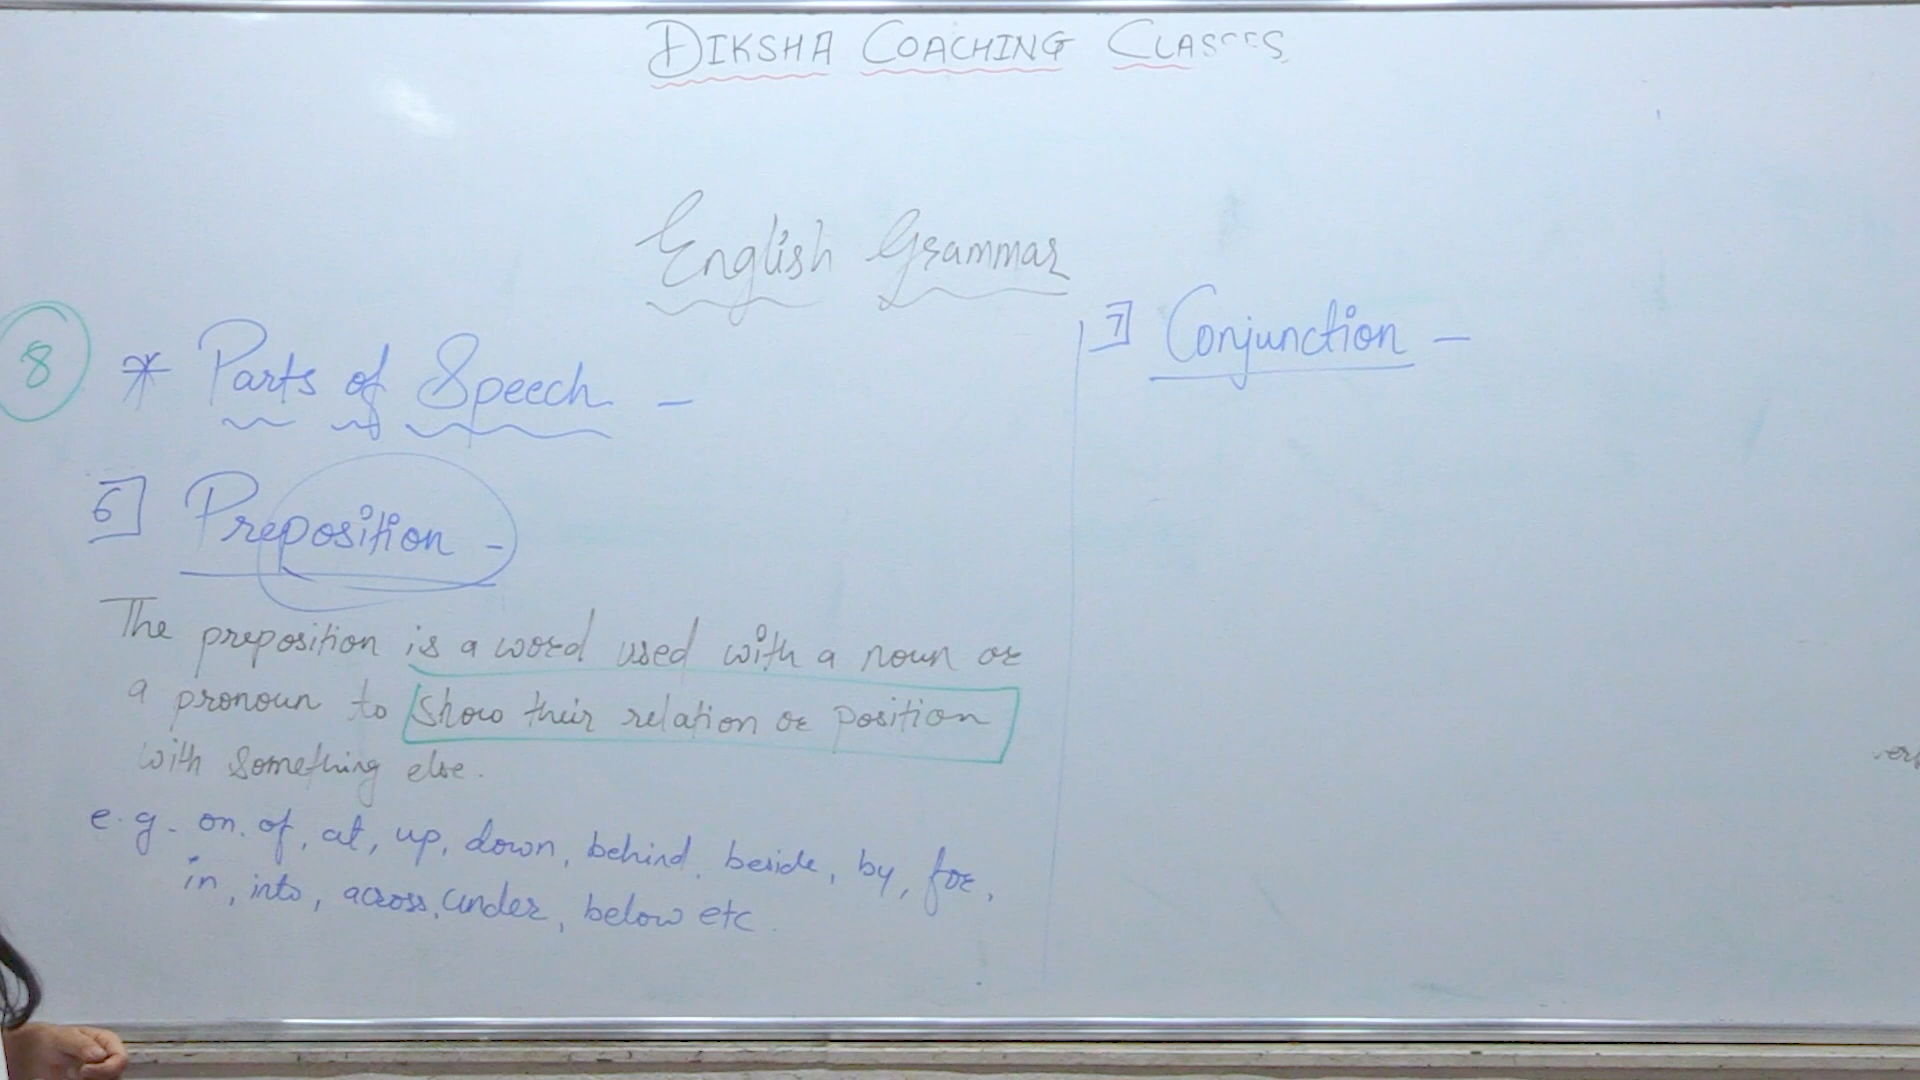 DIKSHA COACHING CLASSES
English Grammar
8
* Parts of Speech -
6] Preposition -
The preposition is a word used with a noun or
a pronoun to show their relation or position
with something else.
e.g. on, of, at, up, down, behind, beside, by, for,
in, into, across, under, below etc.
7] Conjunction -